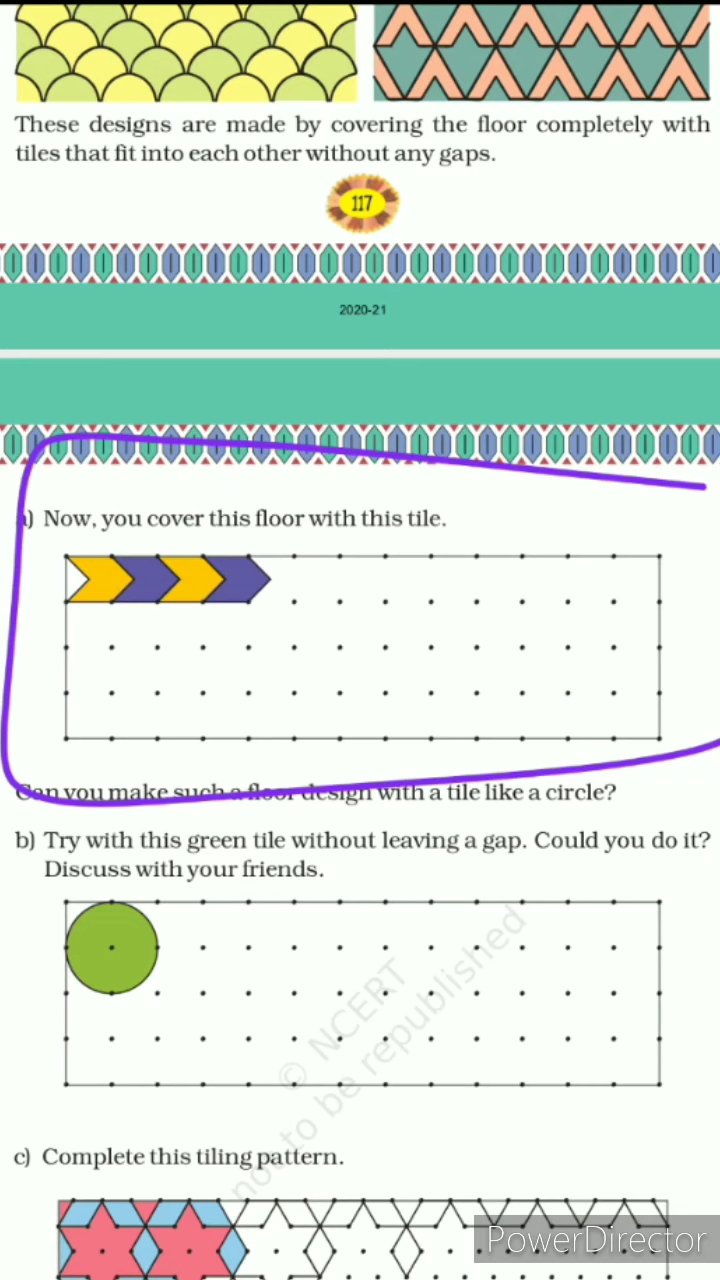 These designs are made by covering the floor completely with
tiles that fit into each other without any gaps.
117
2020-21
a) Now, you cover this floor with this tile.
Can you make such a floor design with a tile like a circle?
b) Try with this green tile without leaving a gap. Could you do it?
Discuss with your friends.
© NCERT
not to be republished
c) Complete this tiling pattern.
PowerDirector